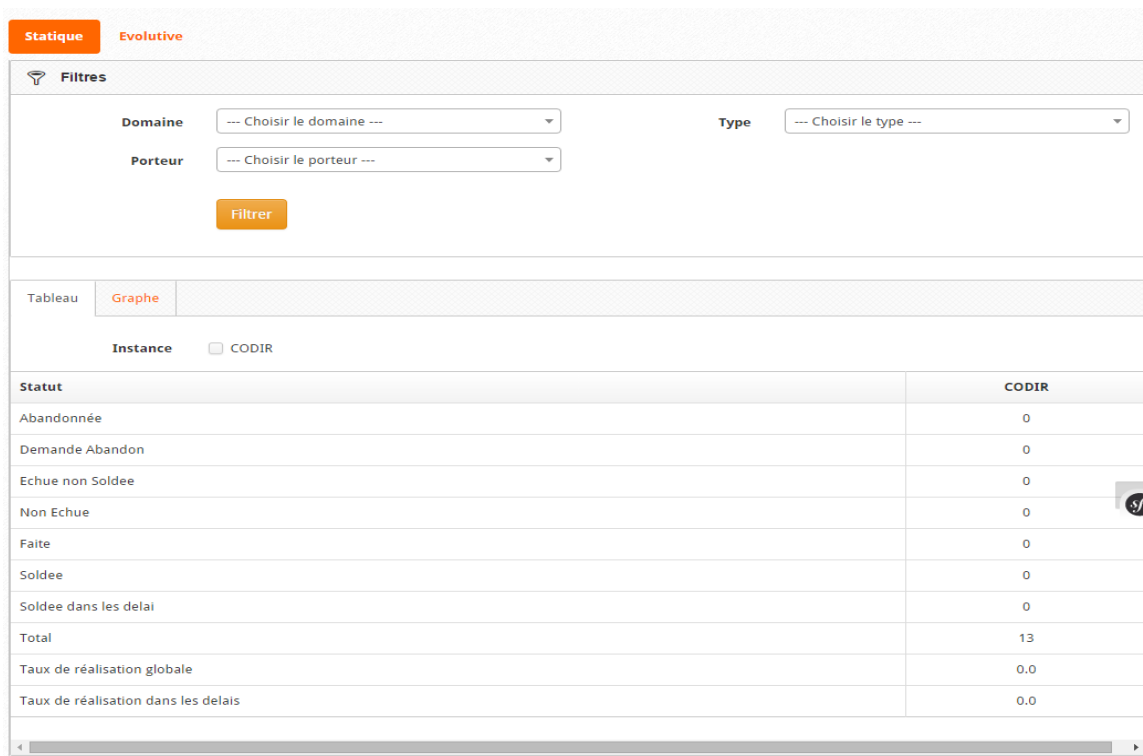 Statique Evolutive
Filtres
Domaine --- Choisir le domaine --- Type --- Choisir le type ---
Porteur --- Choisir le porteur ---
Filtrer
Tableau Graphe
Instance CODIR
Statut CODIR
Abandonnée 0
Demande Abandon 0
Echue non Soldee 0
Non Echue 0
sf
Faite 0
Soldee 0
Soldee dans les delai 0
Total 13
Taux de réalisation globale 0.0
Taux de réalisation dans les delais 0.0